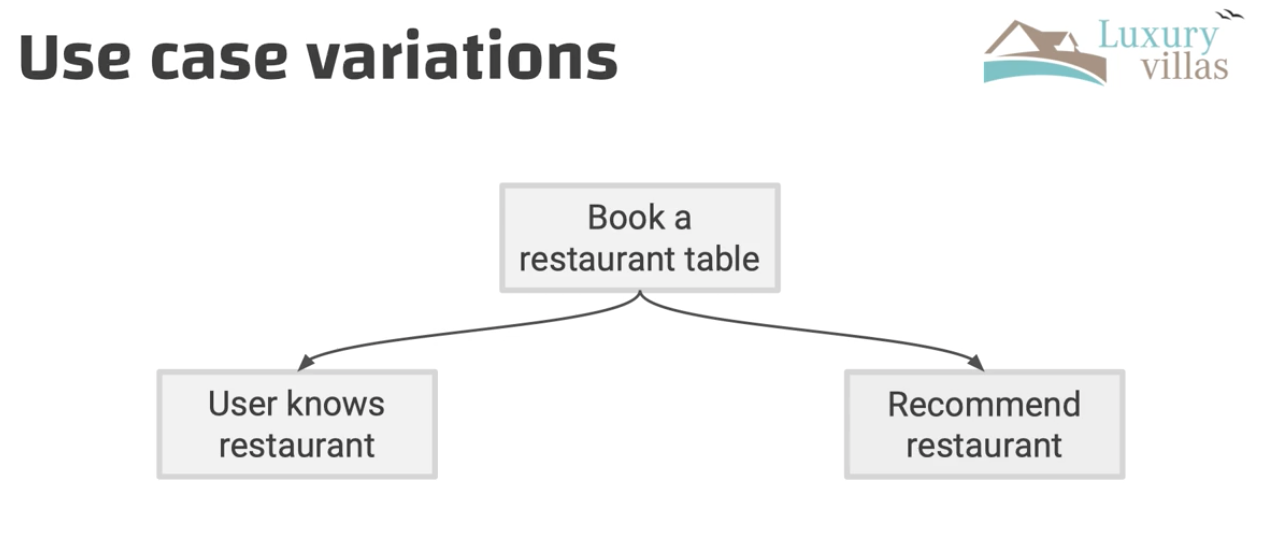 Use case variations
Luxury
villas
Book a
restaurant table
User knows
restaurant
Recommend
restaurant